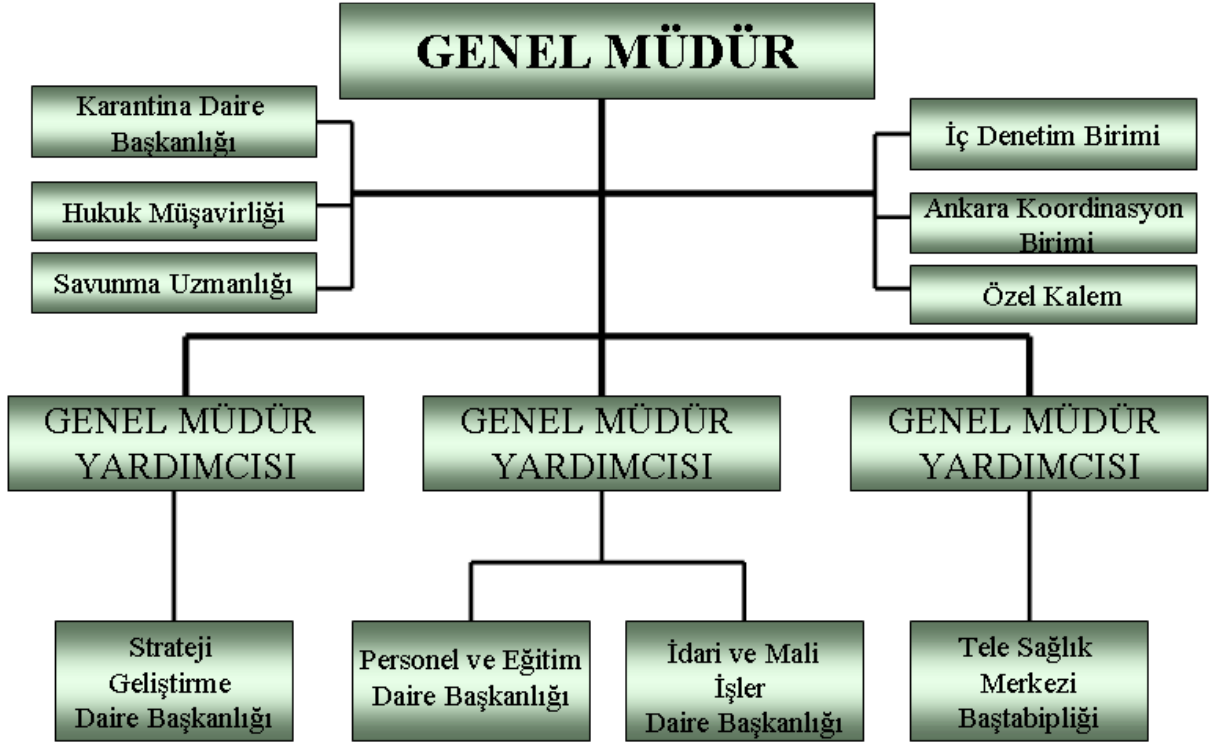 GENEL MÜDÜR
Karantina Daire
Başkanlığı
Hukuk Müşavirliği
Savunma Uzmanlığı
İç Denetim Birimi
Ankara Koordinasyon
Birimi
Özel Kalem
GENEL MÜDÜR
YARDIMCISI
GENEL MÜDÜR
YARDIMCISI
GENEL MÜDÜR
YARDIMCISI
Strateji
Geliştirme
Daire Başkanlığı
Personel ve Eğitim
Daire Başkanlığı
İdari ve Mali
İşler
Daire Başkanlığı
Tele Sağlık
Merkezi
Baştabipliği